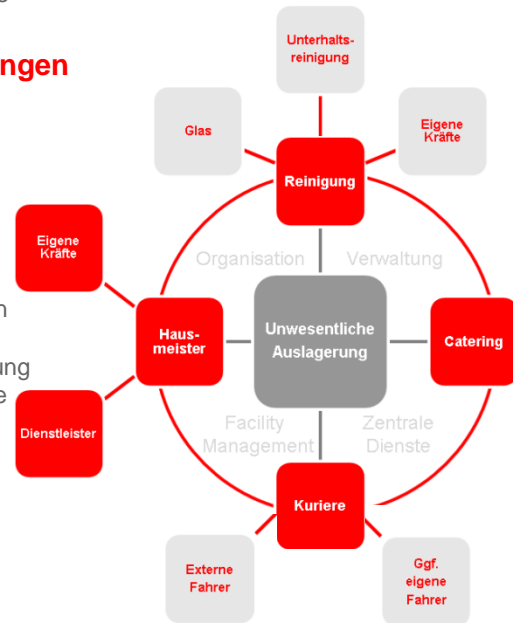 ngen
Unterhalts-
reinigung
Glas
Eigene
Kräfte
Reinigung
Eigene
Kräfte
Organisation
Verwaltung
n
Haus-
meister
Unwesentliche
Auslagerung
Catering
ung
e
Dienstleister
Facility
Management
Zentrale
Dienste
Kuriere
Externe
Fahrer
Ggf.
eigene
Fahrer